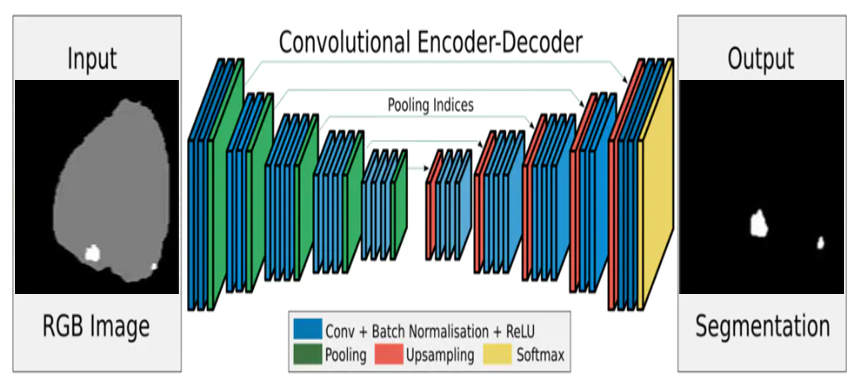 Convolutional Encoder-Decoder
Input
Output
Pooling Indices
RGB Image
Segmentation
Conv + Batch Normalisation + ReLU
Pooling
Upsampling
Softmax